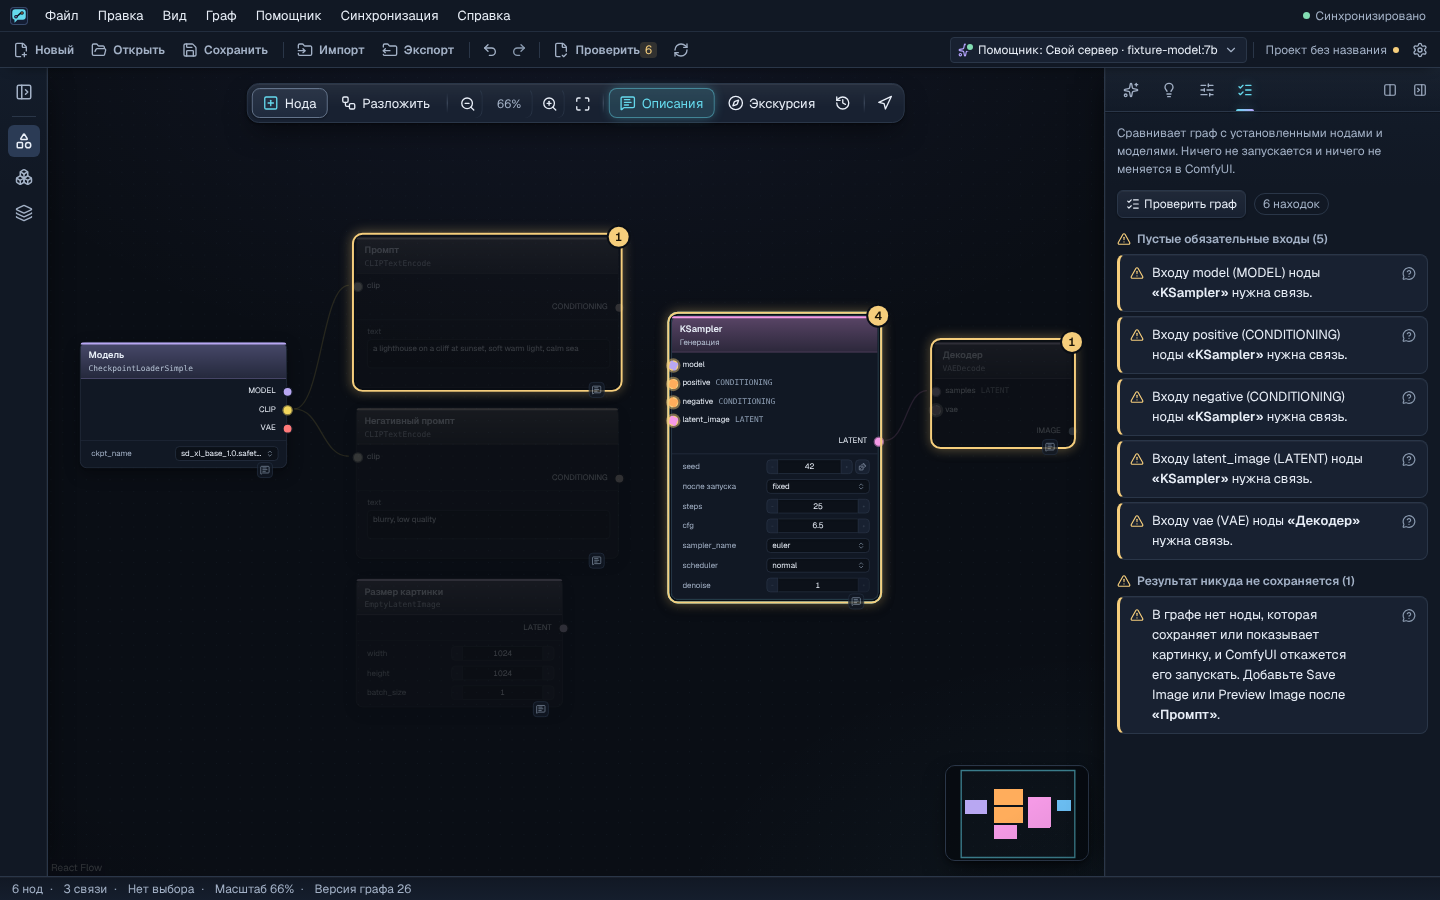 Файл Правка Вид Граф Помощник Синхронизация Справка Синхронизировано
Новый Открыть Сохранить Импорт Экспорт Проверить 6 Помощник: Свой сервер · fixture-model:7b Проект без названия
Нода Разложить 66% Описания Экскурсия
Модель
CheckpointLoaderSimple
MODEL
CLIP
VAE
ckpt_name sd_xl_base_1.0.safet...
1
Промпт
CLIPTextEncode
clip
CONDITIONING
text
a lighthouse on a cliff at sunset, soft warm light, calm sea
Негативный промпт
CLIPTextEncode
clip
CONDITIONING
text
blurry, low quality
Размер картинки
EmptyLatentImage
LATENT
width 1024
height 1024
batch_size 1
4
KSampler
Генерация
model
positive CONDITIONING
negative CONDITIONING
latent_image LATENT
LATENT
seed 42
после запуска fixed
steps 25
cfg 6.5
sampler_name euler
scheduler normal
denoise 1
1
Декодер
VAEDecode
samples LATENT
vae
IMAGE
React Flow
Сравнивает граф с установленными нодами и
моделями. Ничего не запускается и ничего не
меняется в ComfyUI.
Проверить граф 6 находок
Пустые обязательные входы (5)
Входу model (MODEL) ноды
«KSampler» нужна связь.
Входу positive (CONDITIONING)
ноды «KSampler» нужна связь.
Входу negative (CONDITIONING)
ноды «KSampler» нужна связь.
Входу latent_image (LATENT) ноды
«KSampler» нужна связь.
Входу vae (VAE) ноды «Декодер»
нужна связь.
Результат никуда не сохраняется (1)
В графе нет ноды, которая
сохраняет или показывает
картинку, и ComfyUI откажется
его запускать. Добавьте Save
Image или Preview Image после
«Промпт».
6 нод · 3 связи · Нет выбора · Масштаб 66% · Версия графа 26